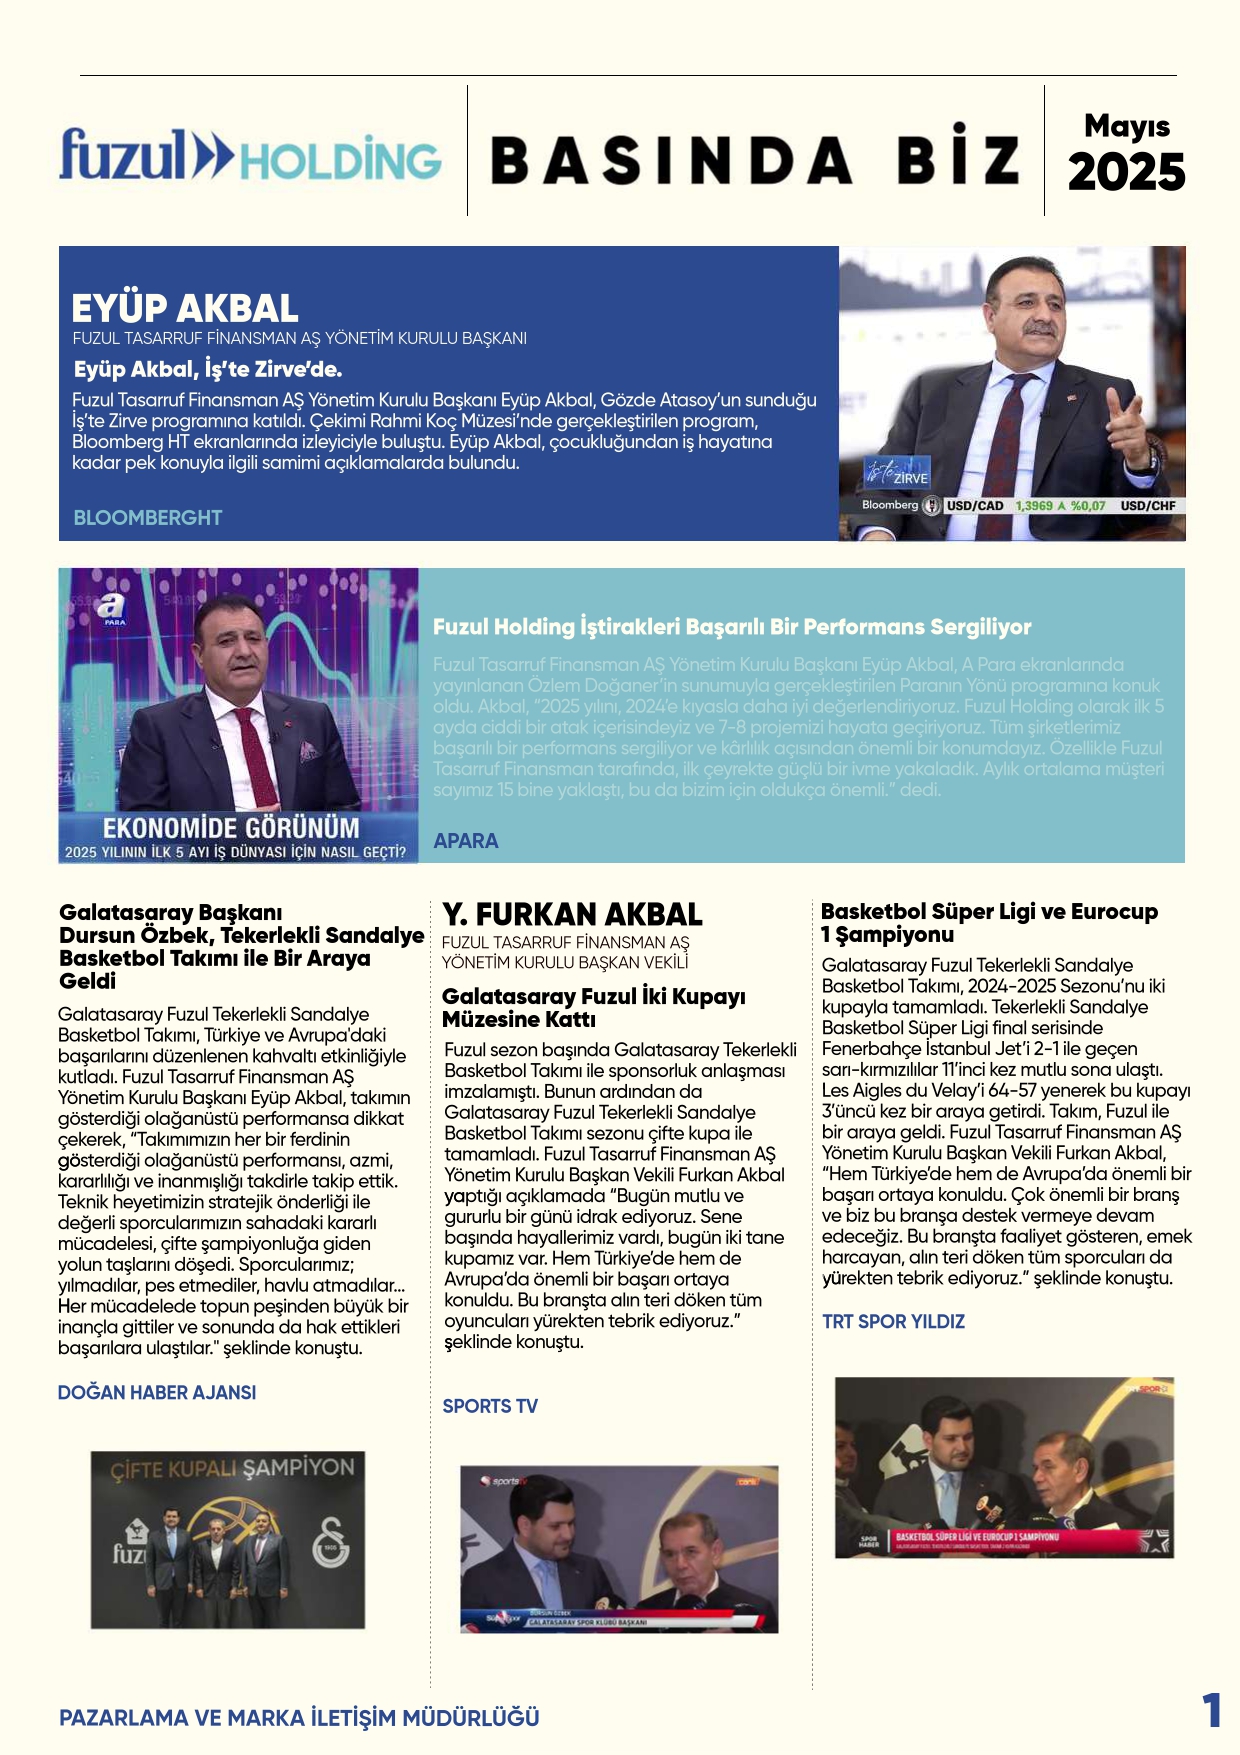 fuzul HOLDİNG
BASINDA BİZ
Mayıs
2025
EYÜP AKBAL
FUZUL TASARRUF FİNANSMAN AŞ YÖNETİM KURULU BAŞKANI
Eyüp Akbal, İş’te Zirve’de.
Fuzul Tasarruf Finansman AŞ Yönetim Kurulu Başkanı Eyüp Akbal, Gözde Atasoy’un sunduğu
İş’te Zirve programına katıldı. Çekimi Rahmi Koç Müzesi’nde gerçekleştirilen program,
Bloomberg HT ekranlarında izleyiciyle buluştu. Eyüp Akbal, çocukluğundan iş hayatına
kadar pek konuyla ilgili samimi açıklamalarda bulundu.
BLOOMBERGHT
İş'te
ZİRVE
Bloomberg USD/CAD 1,3969 %0,07 USD/CHF
a
PARA
EKONOMİDE GÖRÜNÜM
2025 YILININ İLK 5 AYI İŞ DÜNYASI İÇİN NASIL GEÇTİ?
Fuzul Holding İştirakleri Başarılı Bir Performans Sergiliyor
Fuzul Tasarruf Finansman AŞ Yönetim Kurulu Başkanı Eyüp Akbal, A Para ekranlarında
yayınlanan Özlem Doğaner’in sunumuyla gerçekleştirilen Paranın Yönü programına konuk
oldu. Akbal, “2025 yılını, 2024’e kıyasla daha iyi değerlendiriyoruz. Fuzul Holding olarak ilk 5
ayda ciddi bir atak içerisindeyiz ve 7-8 projemizi hayata geçiriyoruz. Tüm şirketlerimiz
başarılı bir performans sergiliyor ve kârlılık açısından önemli bir konumdayız. Özellikle Fuzul
Tasarruf Finansman tarafında, ilk çeyrekte güçlü bir ivme yakaladık. Aylık ortalama müşteri
sayımız 15 bine yaklaştı, bu da bizim için oldukça önemli.” dedi.
APARA
Galatasaray Başkanı
Dursun Özbek, Tekerlekli Sandalye
Basketbol Takımı ile Bir Araya
Geldi
Galatasaray Fuzul Tekerlekli Sandalye
Basketbol Takımı, Türkiye ve Avrupa'daki
başarılarını düzenlenen kahvaltı etkinliğiyle
kutladı. Fuzul Tasarruf Finansman AŞ
Yönetim Kurulu Başkanı Eyüp Akbal, takımın
gösterdiği olağanüstü performansa dikkat
çekerek, “Takımımızın her bir ferdinin
gösterdiği olağanüstü performansı, azmi,
kararlılığı ve inanmışlığı takdirle takip ettik.
Teknik heyetimizin stratejik önderliği ile
değerli sporcularımızın sahadaki kararlı
mücadelesi, çifte şampiyonluğa giden
yolun taşlarını döşedi. Sporcularımız;
yılmadılar, pes etmediler, havlu atmadılar...
Her mücadelede topun peşinden büyük bir
inançla gittiler ve sonunda da hak ettikleri
başarılara ulaştılar." şeklinde konuştu.
DOĞAN HABER AJANSI
ÇİFTE KUPALI ŞAMPİYON
fuz
1905
Y. FURKAN AKBAL
FUZUL TASARRUF FİNANSMAN AŞ
YÖNETİM KURULU BAŞKAN VEKİLİ
Galatasaray Fuzul İki Kupayı
Müzesine Kattı
Fuzul sezon başında Galatasaray Tekerlekli
Basketbol Takımı ile sponsorluk anlaşması
imzalamıştı. Bunun ardından da
Galatasaray Fuzul Tekerlekli Sandalye
Basketbol Takımı sezonu çifte kupa ile
tamamladı. Fuzul Tasarruf Finansman AŞ
Yönetim Kurulu Başkan Vekili Furkan Akbal
yaptığı açıklamada “Bugün mutlu ve
gururlu bir günü idrak ediyoruz. Sene
başında hayallerimiz vardı, bugün iki tane
kupamız var. Hem Türkiye’de hem de
Avrupa’da önemli bir başarı ortaya
konuldu. Bu branşta alın teri döken tüm
oyuncuları yürekten tebrik ediyoruz.”
şeklinde konuştu.
SPORTS TV
sportstv
canlı
DURSUN ÖZBEK
GALATASARAY SPOR KLÜBÜ BAŞKANI
Basketbol Süper Ligi ve Eurocup
1 Şampiyonu
Galatasaray Fuzul Tekerlekli Sandalye
Basketbol Takımı, 2024-2025 Sezonu’nu iki
kupayla tamamladı. Tekerlekli Sandalye
Basketbol Süper Ligi final serisinde
Fenerbahçe İstanbul Jet’i 2-1 ile geçen
sarı-kırmızılılar 11’inci kez mutlu sona ulaştı.
Les Aigles du Velay’i 64-57 yenerek bu kupayı
3’üncü kez bir araya getirdi. Takım, Fuzul ile
bir araya geldi. Fuzul Tasarruf Finansman AŞ
Yönetim Kurulu Başkan Vekili Furkan Akbal,
“Hem Türkiye’de hem de Avrupa’da önemli bir
başarı ortaya konuldu. Çok önemli bir branş
ve biz bu branşa destek vermeye devam
edeceğiz. Bu branşta faaliyet gösteren, emek
harcayan, alın teri döken tüm sporcuları da
yürekten tebrik ediyoruz.” şeklinde konuştu.
TRT SPOR YILDIZ
SPOR
SPOR
HABER
BASKETBOL SÜPER LİGİ VE EUROCUP 1 ŞAMPİYONU
PAZARLAMA VE MARKA İLETİŞİM MÜDÜRLÜĞÜ
1